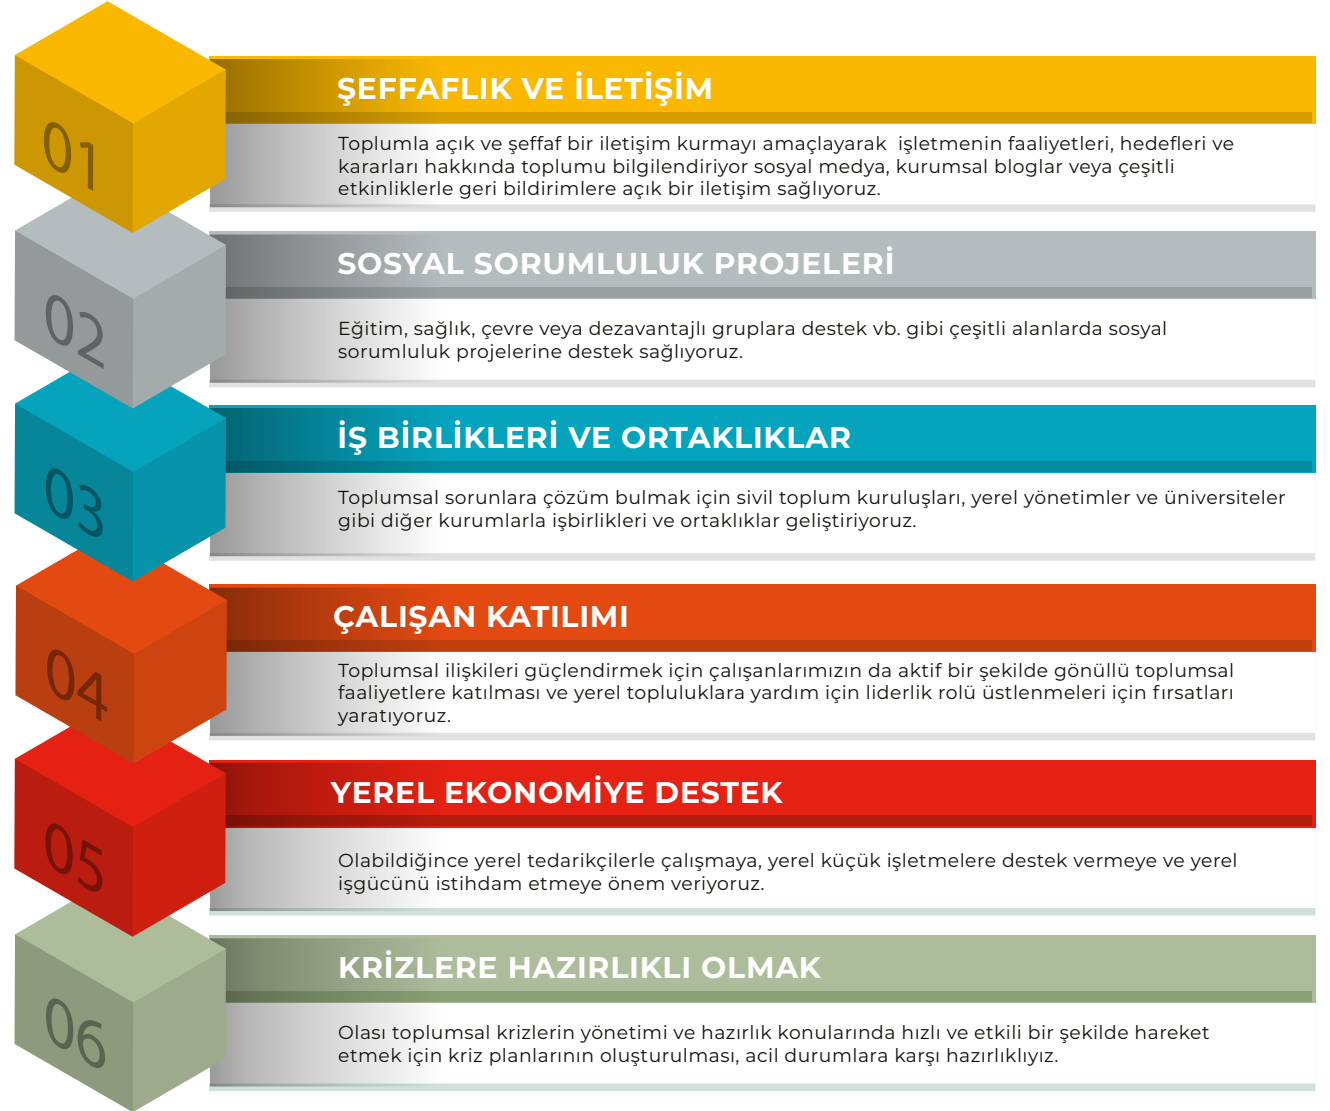 01
ŞEFFAFLIK VE İLETİŞİM
Toplumla açık ve şeffaf bir iletişim kurmayı amaçlayarak  işletmenin faaliyetleri, hedefleri ve
kararları hakkında toplumu bilgilendiriyor sosyal medya, kurumsal bloglar veya çeşitli
etkinliklerle geri bildirimlere açık bir iletişim sağlıyoruz.
02
SOSYAL SORUMLULUK PROJELERİ
Eğitim, sağlık, çevre veya dezavantajlı gruplara destek vb. gibi çeşitli alanlarda sosyal
sorumluluk projelerine destek sağlıyoruz.
03
İŞ BİRLİKLERİ VE ORTAKLIKLAR
Toplumsal sorunlara çözüm bulmak için sivil toplum kuruluşları, yerel yönetimler ve üniversiteler
gibi diğer kurumlarla işbirlikleri ve ortaklıklar geliştiriyoruz.
04
ÇALIŞAN KATILIMI
Toplumsal ilişkileri güçlendirmek için çalışanlarımızın da aktif bir şekilde gönüllü toplumsal
faaliyetlere katılması ve yerel topluluklara yardım için liderlik rolü üstlenmeleri için fırsatları
yaratıyoruz.
05
YEREL EKONOMİYE DESTEK
Olabildiğince yerel tedarikçilerle çalışmaya, yerel küçük işletmelere destek vermeye ve yerel
işgücünü istihdam etmeye önem veriyoruz.
06
KRİZLERE HAZIRLIKLI OLMAK
Olası toplumsal krizlerin yönetimi ve hazırlık konularında hızlı ve etkili bir şekilde hareket
etmek için kriz planlarının oluşturulması, acil durumlara karşı hazırlıklıyız.